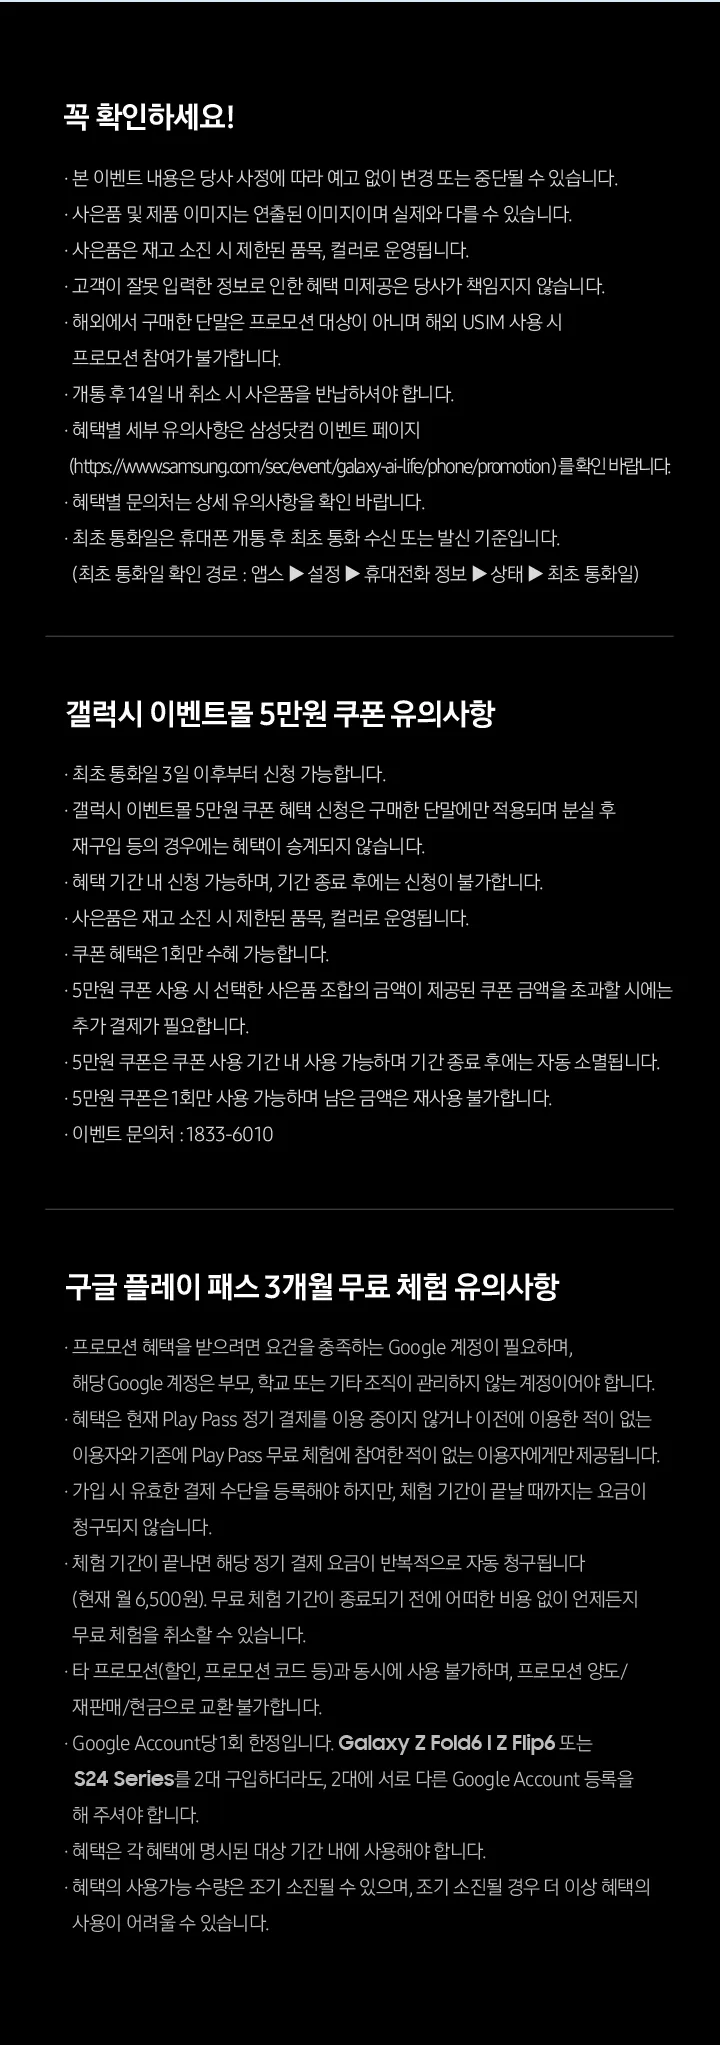 꼭 확인하세요!
· 본 이벤트 내용은 당사 사정에 따라 예고 없이 변경 또는 중단될 수 있습니다.
· 사은품 및 제품 이미지는 연출된 이미지이며 실제와 다를 수 있습니다.
· 사은품은 재고 소진 시 제한된 품목, 컬러로 운영됩니다.
· 고객이 잘못 입력한 정보로 인한 혜택 미제공은 당사가 책임지지 않습니다.
· 해외에서 구매한 단말은 프로모션 대상이 아니며 해외 USIM 사용 시
프로모션 참여가 불가합니다.
· 개통 후 14일 내 취소 시 사은품을 반납하셔야 합니다.
· 혜택별 세부 유의사항은 삼성닷컴 이벤트 페이지
(https://www.samsung.com/sec/event/galaxy-ai-life/phone/promotion)를 확인 바랍니다.
· 혜택별 문의처는 상세 유의사항을 확인 바랍니다.
· 최초 통화일은 휴대폰 개통 후 최초 통화 수신 또는 발신 기준입니다.
(최초 통화일 확인 경로 : 앱스 ▶ 설정 ▶ 휴대전화 정보 ▶ 상태 ▶ 최초 통화일)
갤럭시 이벤트몰 5만원 쿠폰 유의사항
· 최초 통화일 3일 이후부터 신청 가능합니다.
· 갤럭시 이벤트몰 5만원 쿠폰 혜택 신청은 구매한 단말에만 적용되며 분실 후
재구입 등의 경우에는 혜택이 승계되지 않습니다.
· 혜택 기간 내 신청 가능하며, 기간 종료 후에는 신청이 불가합니다.
· 사은품은 재고 소진 시 제한된 품목, 컬러로 운영됩니다.
· 쿠폰 혜택은 1회만 수혜 가능합니다.
· 5만원 쿠폰 사용 시 선택한 사은품 조합의 금액이 제공된 쿠폰 금액을 초과할 시에는
추가 결제가 필요합니다.
· 5만원 쿠폰은 쿠폰 사용 기간 내 사용 가능하며 기간 종료 후에는 자동 소멸됩니다.
· 5만원 쿠폰은 1회만 사용 가능하며 남은 금액은 재사용 불가합니다.
· 이벤트 문의처 : 1833-6010
구글 플레이 패스 3개월 무료 체험 유의사항
· 프로모션 혜택을 받으려면 요건을 충족하는 Google 계정이 필요하며,
해당 Google 계정은 부모, 학교 또는 기타 조직이 관리하지 않는 계정이어야 합니다.
· 혜택은 현재 Play Pass 정기 결제를 이용 중이지 않거나 이전에 이용한 적이 없는
이용자와 기존에 Play Pass 무료 체험에 참여한 적이 없는 이용자에게만 제공됩니다.
· 가입 시 유효한 결제 수단을 등록해야 하지만, 체험 기간이 끝날 때까지는 요금이
청구되지 않습니다.
· 체험 기간이 끝나면 해당 정기 결제 요금이 반복적으로 자동 청구됩니다
(현재 월 6,500원). 무료 체험 기간이 종료되기 전에 어떠한 비용 없이 언제든지
무료 체험을 취소할 수 있습니다.
· 타 프로모션(할인, 프로모션 코드 등)과 동시에 사용 불가하며, 프로모션 양도/
재판매/현금으로 교환 불가합니다.
· Google Account당 1회 한정입니다. Galaxy Z Fold6 I Z Flip6 또는
S24 Series를 2대 구입하더라도, 2대에 서로 다른 Google Account 등록을
해 주셔야 합니다.
· 혜택은 각 혜택에 명시된 대상 기간 내에 사용해야 합니다.
· 혜택의 사용가능 수량은 조기 소진될 수 있으며, 조기 소진될 경우 더 이상 혜택의
사용이 어려울 수 있습니다.